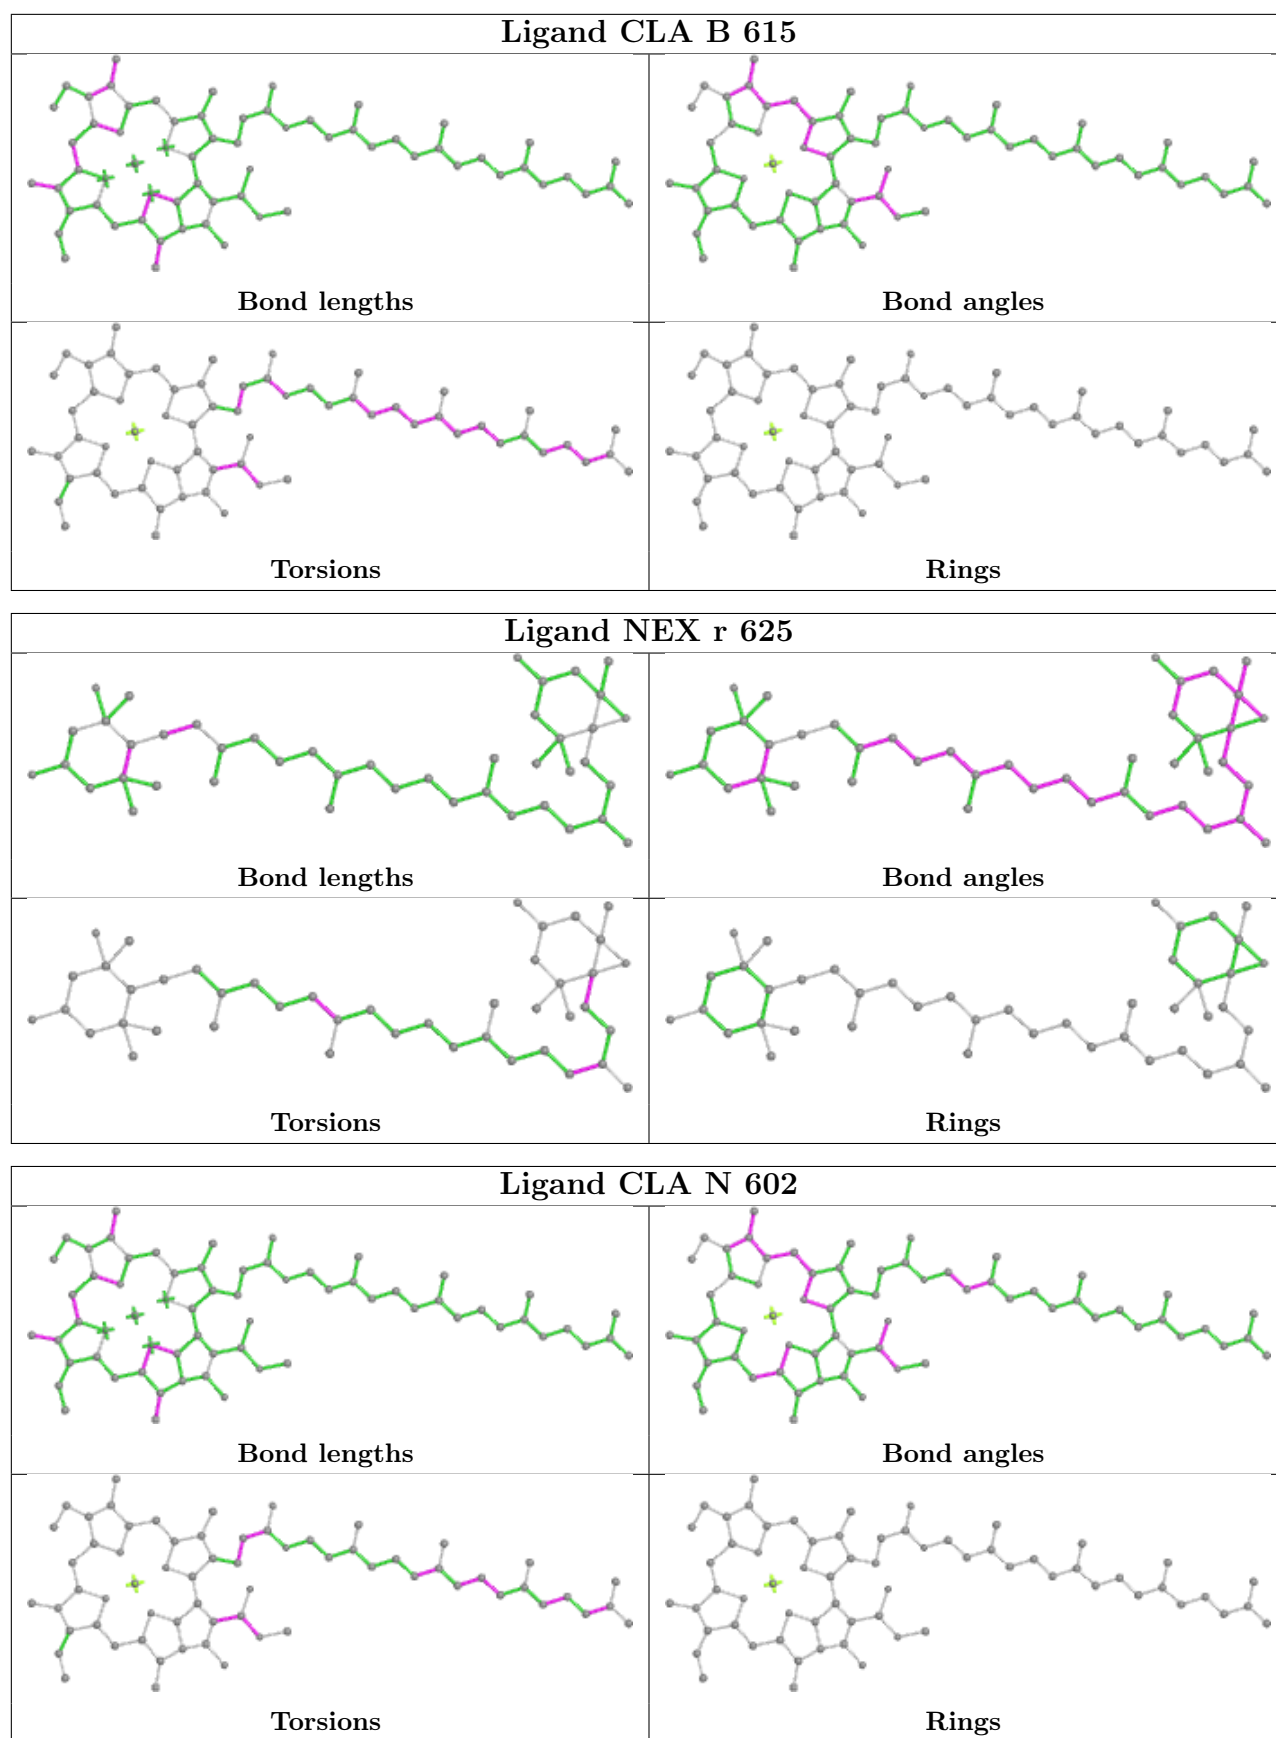 Ligand CLA B 615
Bond lengths
Bond angles
Torsions
Rings
Ligand NEX r 625
Bond lengths
Bond angles
Torsions
Rings
Ligand CLA N 602
Bond lengths
Bond angles
Torsions
Rings